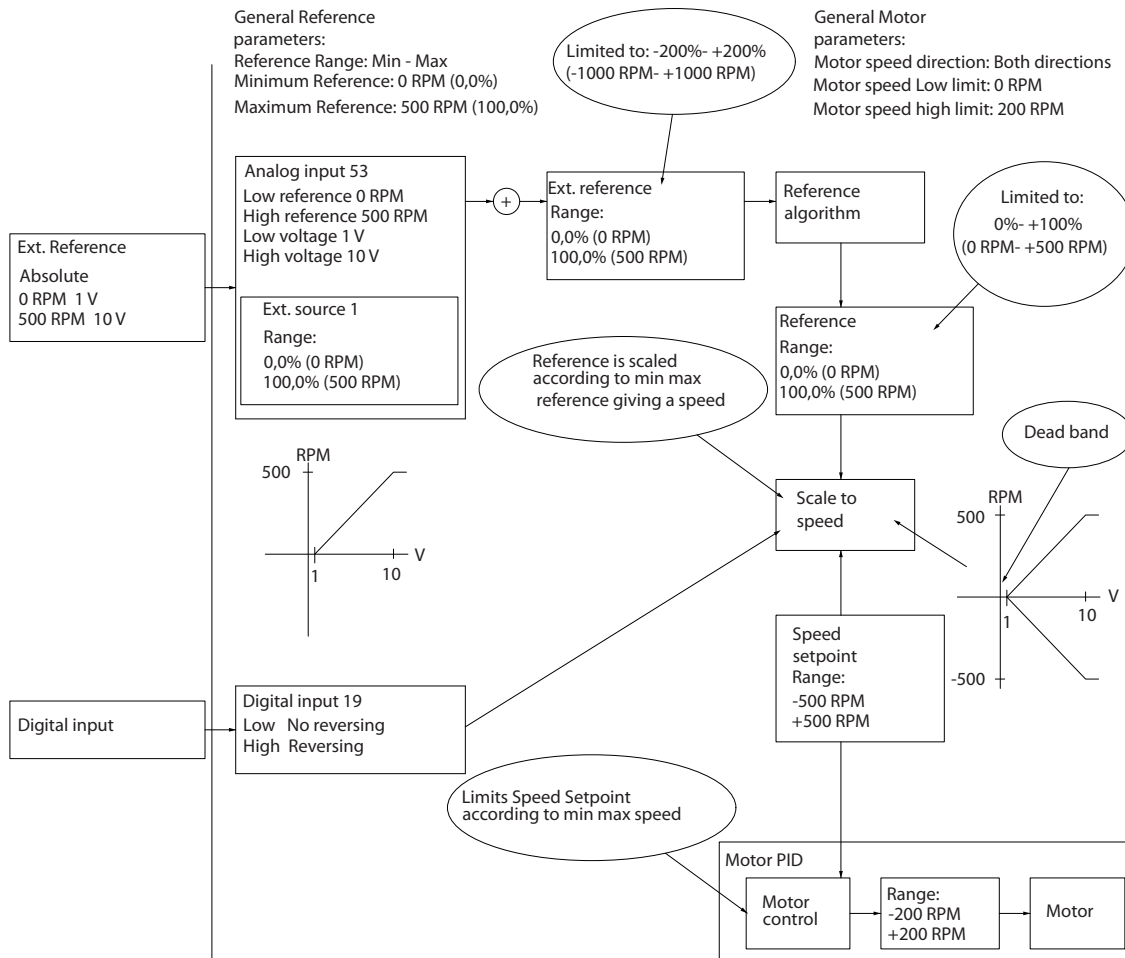 General Reference
parameters:
Reference Range: Min - Max
Minimum Reference: 0 RPM (0,0%)
Maximum Reference: 500 RPM (100,0%)
Limited to: -200%- +200%
(-1000 RPM- +1000 RPM)
General Motor
parameters:
Motor speed direction: Both directions
Motor speed Low limit: 0 RPM
Motor speed high limit: 200 RPM
Ext. Reference
Absolute
0 RPM 1 V
500 RPM 10 V
Analog input 53
Low reference 0 RPM
High reference 500 RPM
Low voltage 1 V
High voltage 10 V
Ext. source 1
Range:
0,0% (0 RPM)
100,0% (500 RPM)
+
Ext. reference
Range:
0,0% (0 RPM)
100,0% (500 RPM)
Reference
algorithm
Limited to:
0%- +100%
(0 RPM- +500 RPM)
Reference
Range:
0,0% (0 RPM)
100,0% (500 RPM)
Reference is scaled
according to min max
reference giving a speed
RPM
500
1
10
V
Scale to
speed
Dead band
RPM
500
1
10
V
-500
Speed
setpoint
Range:
-500 RPM
+500 RPM
Digital input
Digital input 19
Low No reversing
High Reversing
Limits Speed Setpoint
according to min max speed
Motor PID
Motor
control
Range:
-200 RPM
+200 RPM
Motor